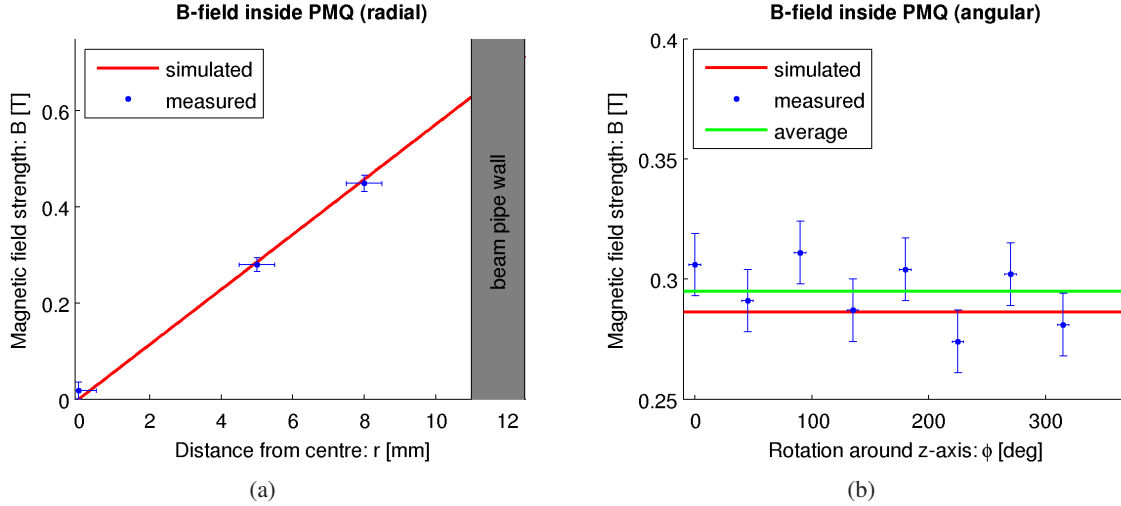 B-field inside PMQ (radial)
simulated
measured
Magnetic field strength: B [T]
0.6
0.4
0.2
0
beam pipe wall
0 2 4 6 8 10 12
Distance from centre: r [mm]
(a)
B-field inside PMQ (angular)
simulated
measured
average
Magnetic field strength: B [T]
0.4
0.35
0.3
0.25
0 100 200 300
Rotation around z-axis: ϕ [deg]
(b)